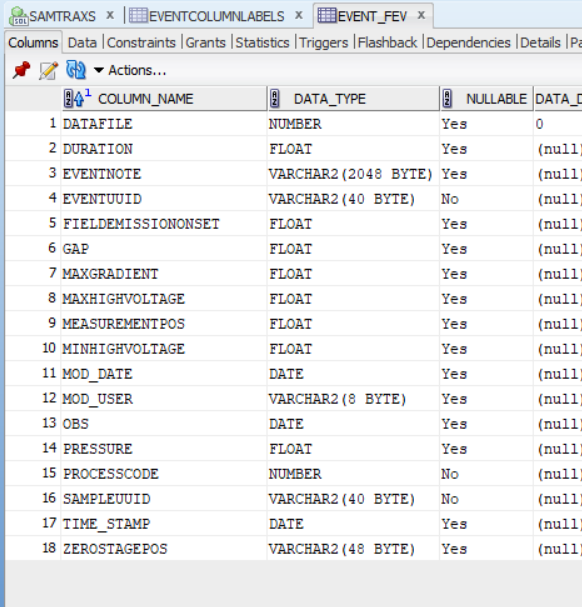 SAMTRAXS x EVENTCOLUMNLABELS x EVENT_FEV x
Columns Data Constraints Grants Statistics Triggers Flashback Dependencies Details Pa
Actions...
COLUMN_NAME DATA_TYPE NULLABLE DATA_D
1 DATAFILE NUMBER Yes 0
2 DURATION FLOAT Yes (null)
3 EVENTNOTE VARCHAR2(2048 BYTE) Yes (null)
4 EVENTUUID VARCHAR2(40 BYTE) No (null)
5 FIELDEMISSIONONSET FLOAT Yes (null)
6 GAP FLOAT Yes (null)
7 MAXGRADIENT FLOAT Yes (null)
8 MAXHIGHVOLTAGE FLOAT Yes (null)
9 MEASUREMENTPOS FLOAT Yes (null)
10 MINHIGHVOLTAGE FLOAT Yes (null)
11 MOD_DATE DATE Yes (null)
12 MOD_USER VARCHAR2(8 BYTE) Yes (null)
13 OBS DATE Yes (null)
14 PRESSURE FLOAT Yes (null)
15 PROCESSCODE NUMBER No (null)
16 SAMPLEUUID VARCHAR2(40 BYTE) No (null)
17 TIME_STAMP DATE Yes (null)
18 ZEROSTAGEPOS VARCHAR2(48 BYTE) Yes (null)